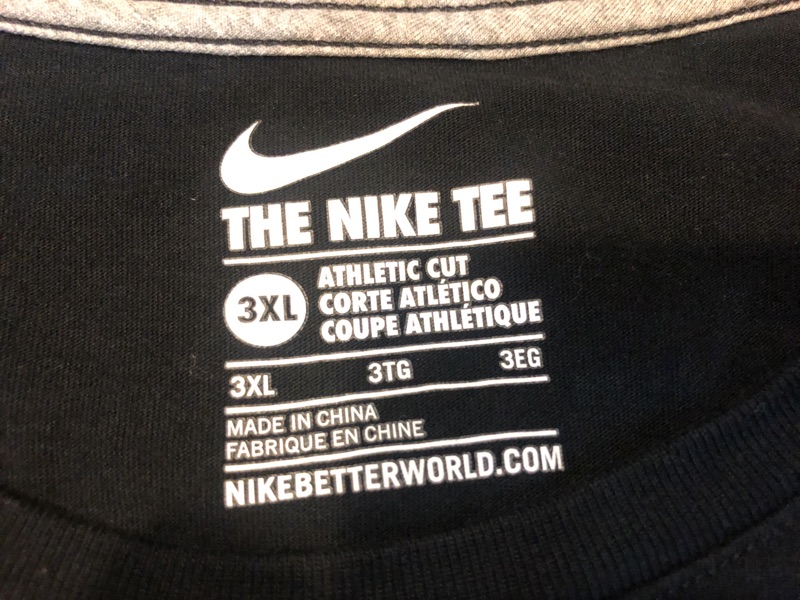 THE NIKE TEE
3XL
ATHLETIC CUT
CORTE ATLÉTICO
COUPE ATHLÉTIQUE
3XL 3TG 3EG
MADE IN CHINA
FABRIQUE EN CHINE
NIKEBETTERWORLD.COM